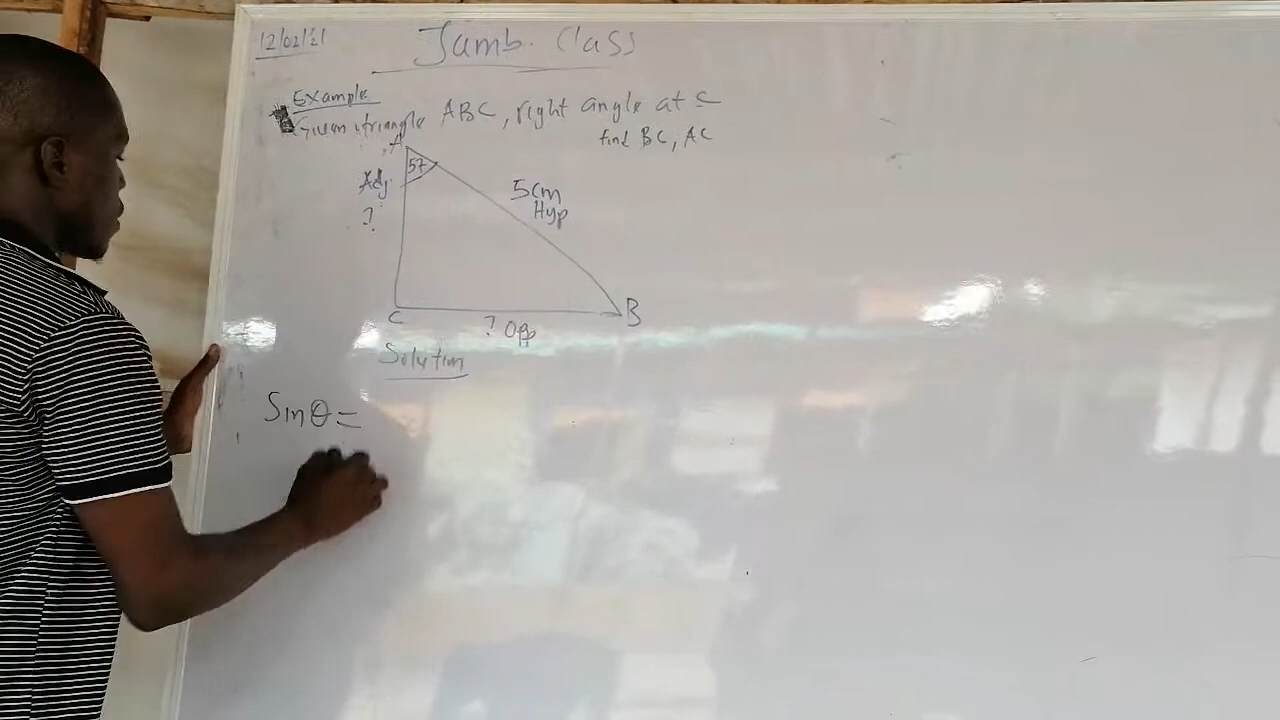 12/02/21
Jamb. Class
Example
Given triangle ABC, right angle at C
find BC, AC
A
57
Adj
?
5cm
Hyp
C
B
? Opp
Solution
Sinθ=